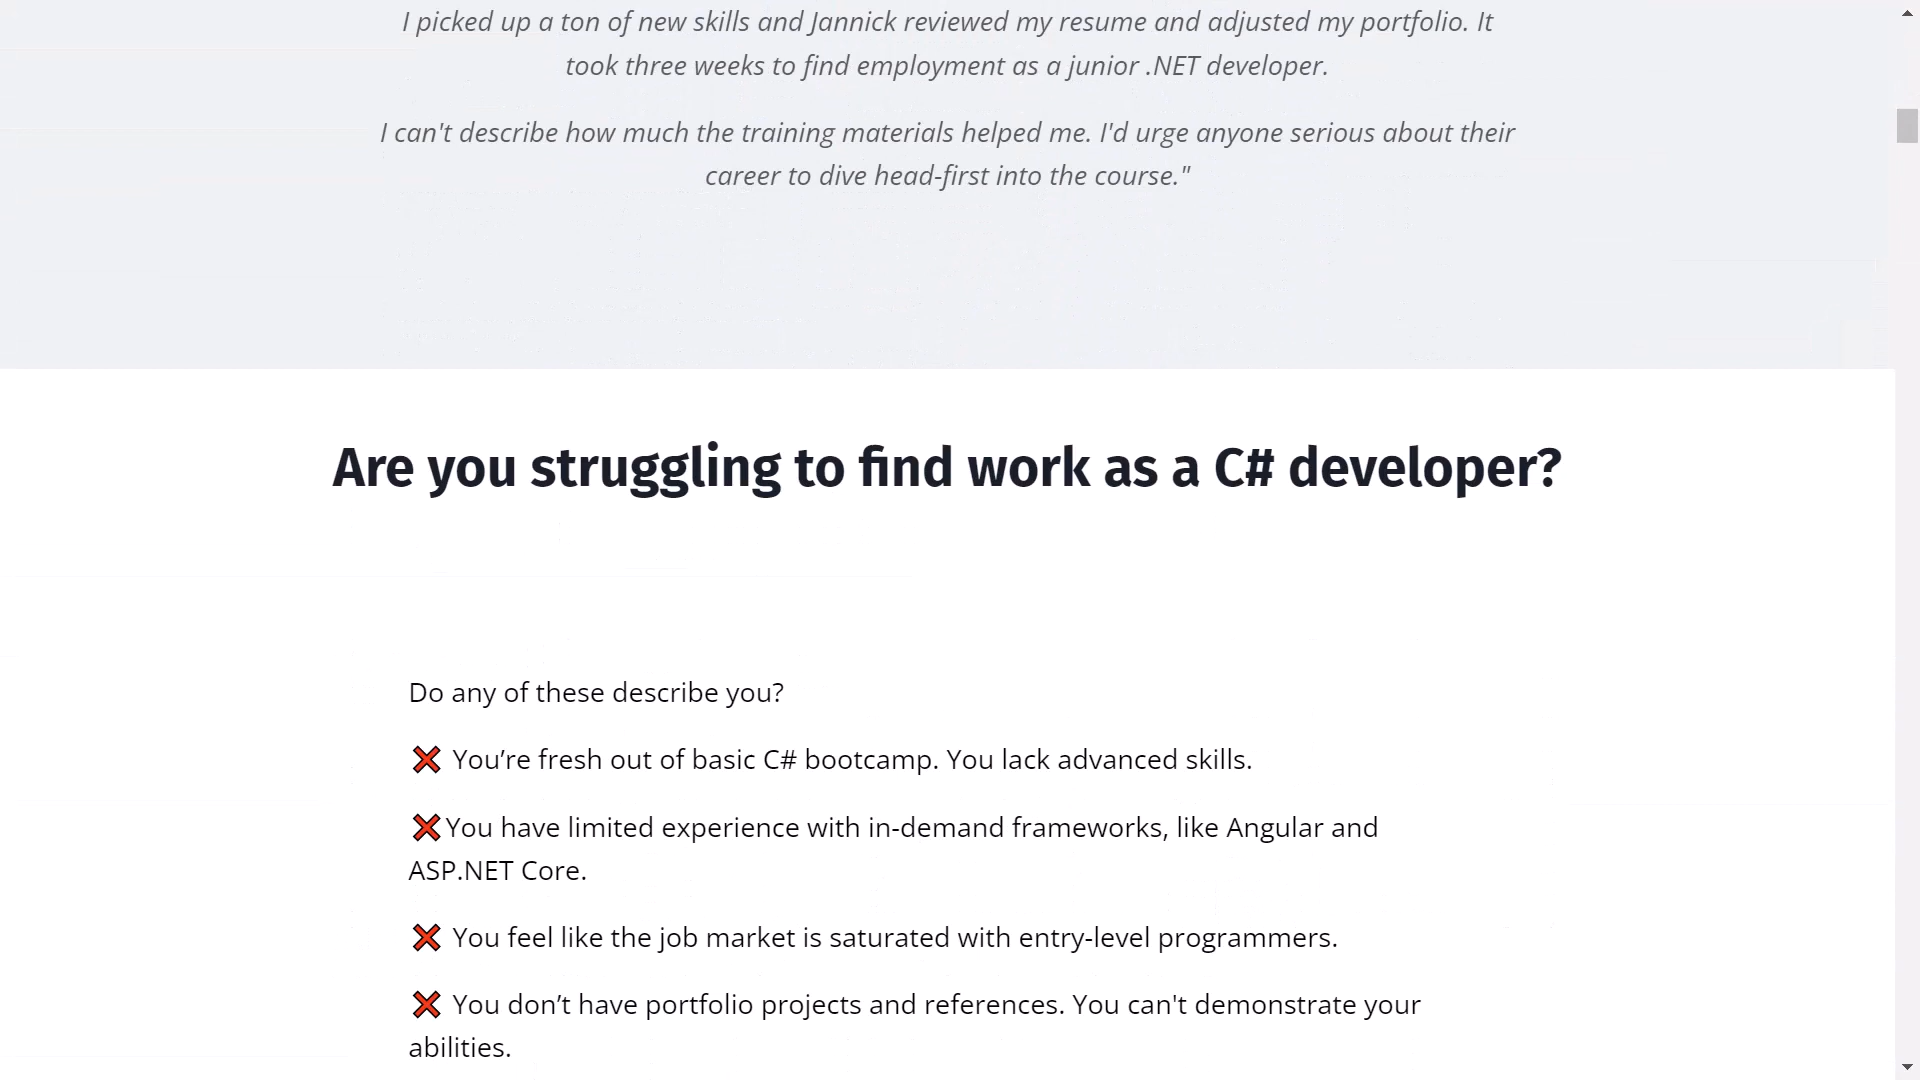 I picked up a ton of new skills and Jannick reviewed my resume and adjusted my portfolio. It
took three weeks to find employment as a junior .NET developer.
I can't describe how much the training materials helped me. I'd urge anyone serious about their
career to dive head-first into the course."
Are you struggling to find work as a C# developer?
Do any of these describe you?
❌ You’re fresh out of basic C# bootcamp. You lack advanced skills.
❌You have limited experience with in-demand frameworks, like Angular and
ASP.NET Core.
❌ You feel like the job market is saturated with entry-level programmers.
❌ You don’t have portfolio projects and references. You can't demonstrate your
abilities.